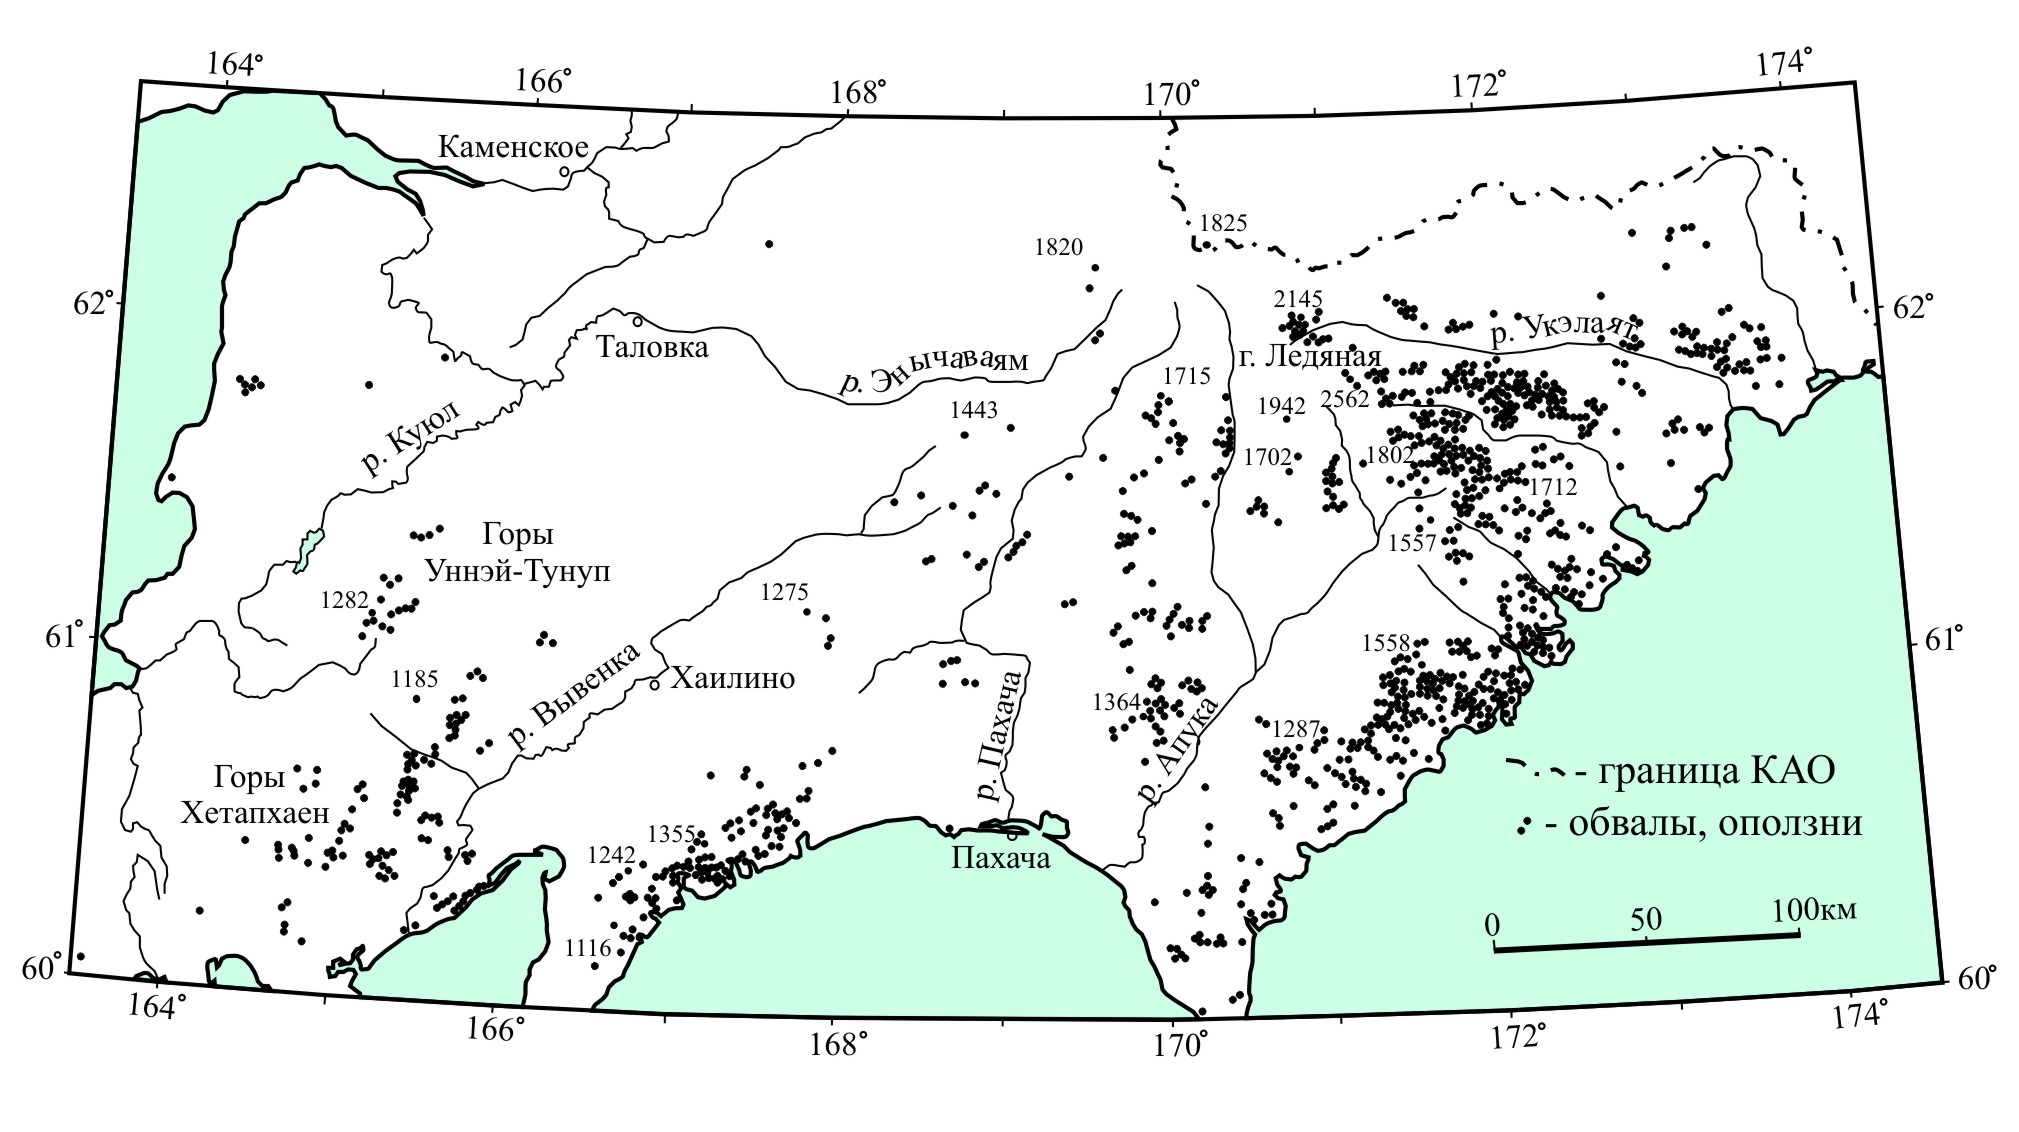 164°
166°
168°
170°
172°
174°
Каменское
1825
1820
62°
2145
62°
р. Укэлаят
Таловка
г. Ледяная
р. Энычаваям
1715
1443
1942
2562
р. Куюл
1702
1802
1712
Горы
Уннэй-Тунуп
1557
1282
1275
61°
61°
1558
р. Вывенка
Хаилино
1185
р. Пахача
1364
р. Апука
1287
Горы
Хетапхаен
- граница КАО
- обвалы, оползни
1355
1242
Пахача
0
50
100км
1116
60°
60°
164°
166°
168°
170°
172°
174°